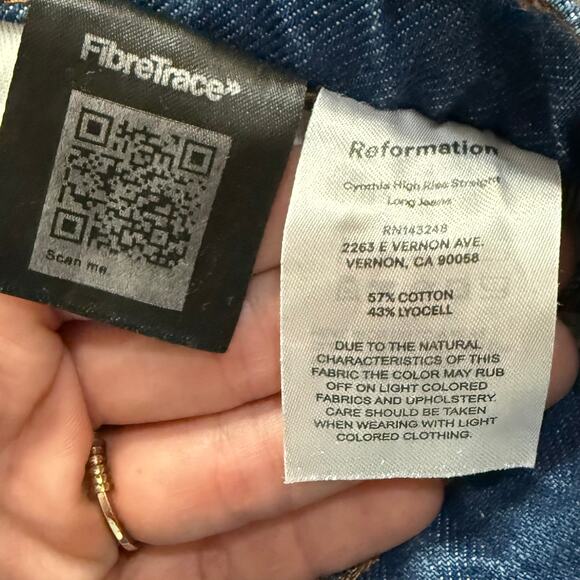 FibreTrace»
Scan me
Reformation
Cynthia High Rise Straight
Long Jeans
RN143248
2263 E VERNON AVE.
VERNON, CA 90058
57% COTTON
43% LYOCELL
DUE TO THE NATURAL
CHARACTERISTICS OF THIS
FABRIC THE COLOR MAY RUB
OFF ON LIGHT COLORED
FABRICS AND UPHOLSTERY.
CARE SHOULD BE TAKEN
WHEN WEARING WITH LIGHT
COLORED CLOTHING.